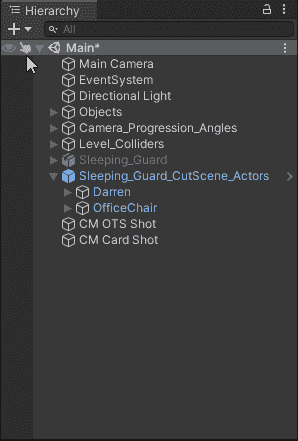 Hierarchy
All
Main*
Main Camera
EventSystem
Directional Light
Objects
Camera_Progression_Angles
Level_Colliders
Sleeping_Guard
Sleeping_Guard_CutScene_Actors
Darren
OfficeChair
CM OTS Shot
CM Card Shot